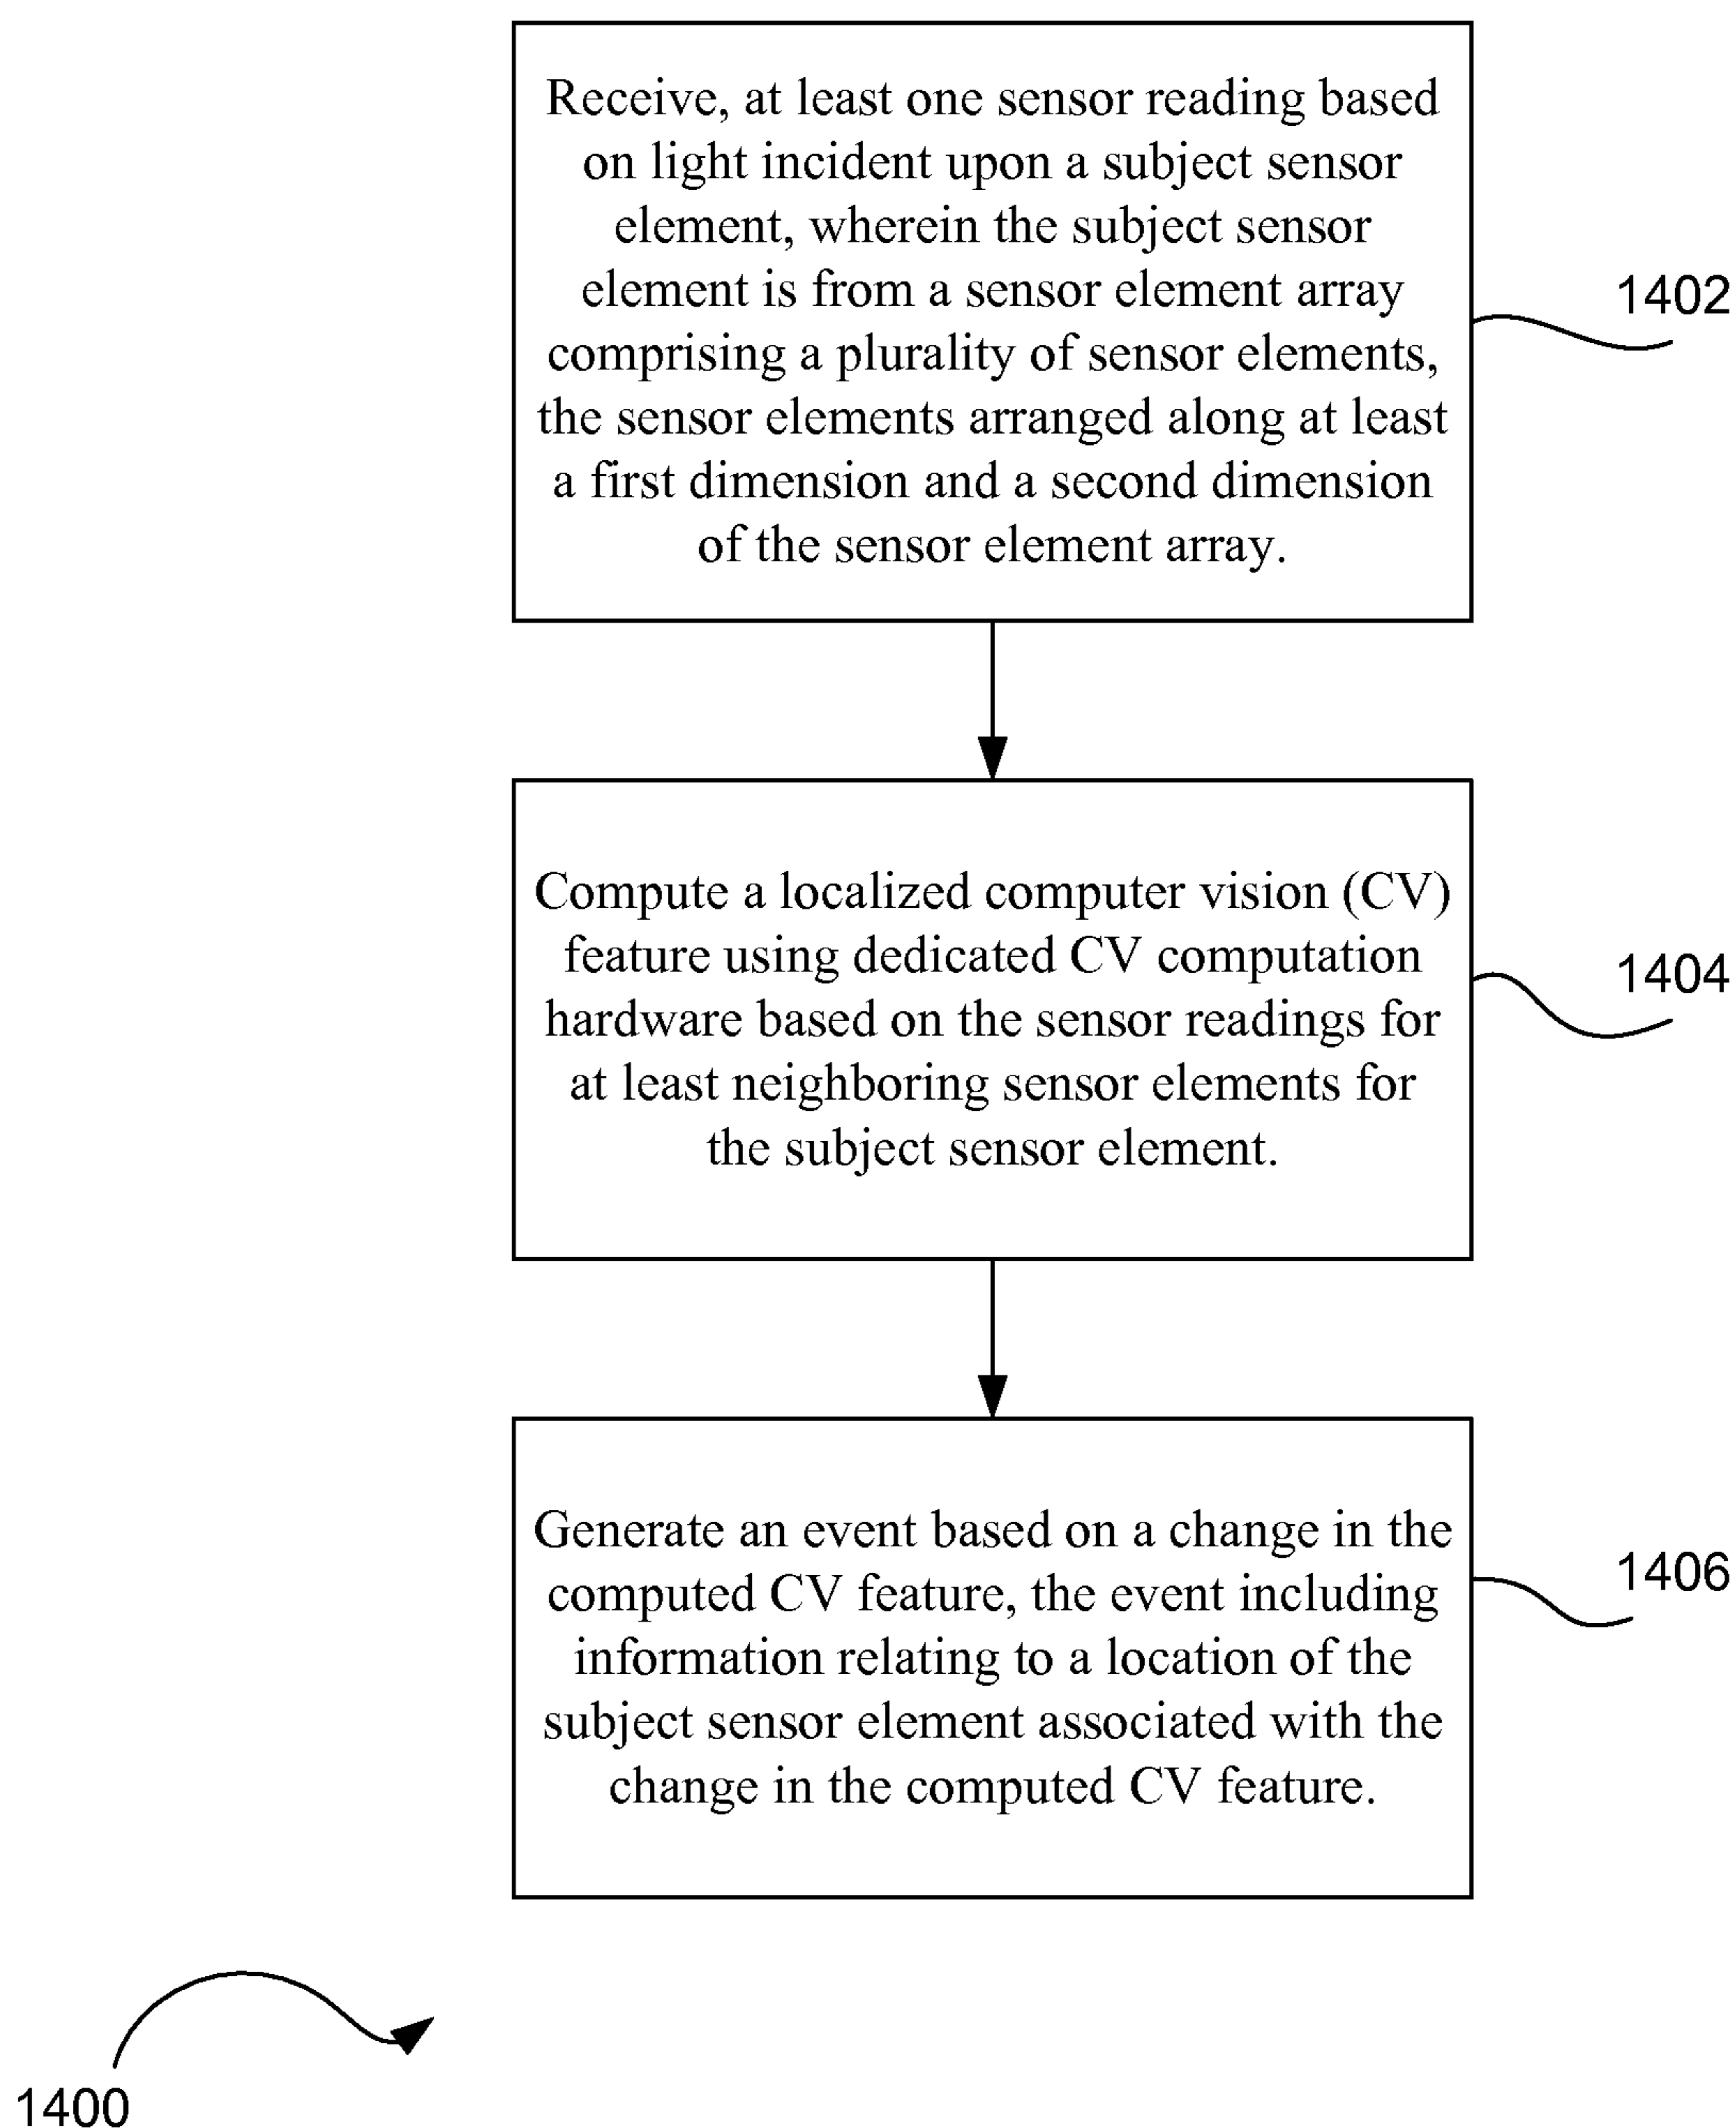 Receive, at least one sensor reading based
on light incident upon a subject sensor
element, wherein the subject sensor
element is from a sensor element array
comprising a plurality of sensor elements,
the sensor elements arranged along at least
a first dimension and a second dimension
of the sensor element array.
1402
Compute a localized computer vision (CV)
feature using dedicated CV computation
hardware based on the sensor readings for
at least neighboring sensor elements for
the subject sensor element.
1404
Generate an event based on a change in the
computed CV feature, the event including
information relating to a location of the
subject sensor element associated with the
change in the computed CV feature.
1406
1400